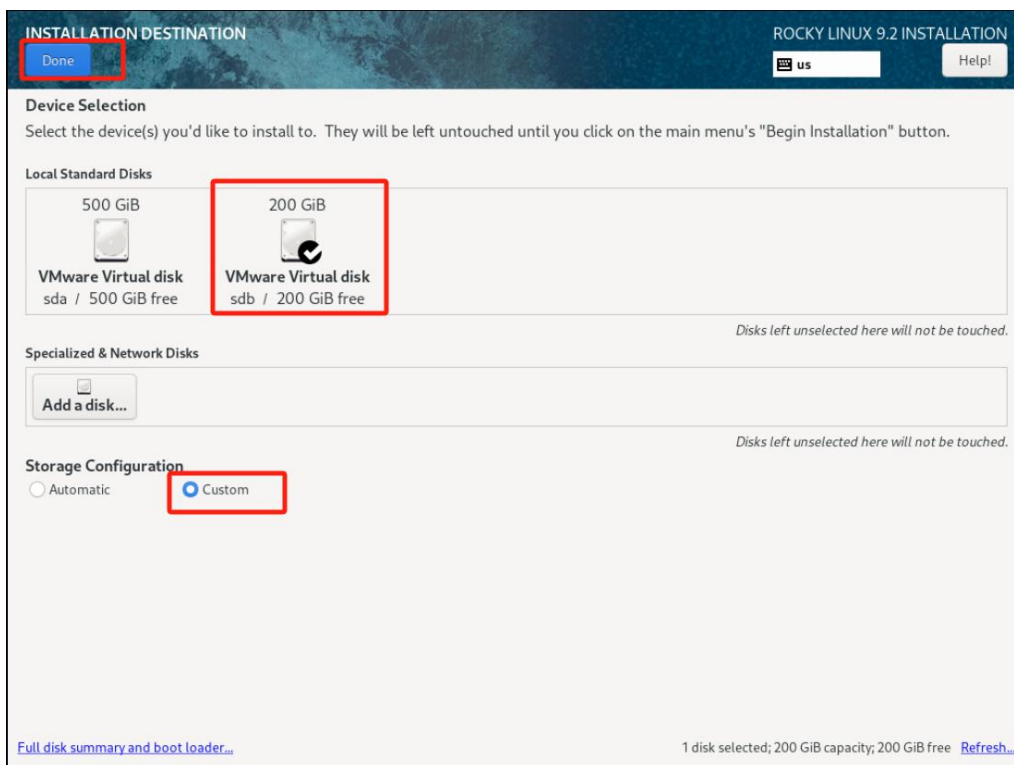 INSTALLATION DESTINATION
ROCKY LINUX 9.2 INSTALLATION
Done
us
Help!
Device Selection
Select the device(s) you'd like to install to. They will be left untouched until you click on the main menu's "Begin Installation" button.
Local Standard Disks
500 GiB
VMware Virtual disk
sda / 500 GiB free
200 GiB
VMware Virtual disk
sdb / 200 GiB free
Disks left unselected here will not be touched.
Specialized & Network Disks
Add a disk...
Disks left unselected here will not be touched.
Storage Configuration
Automatic
Custom
Full disk summary and boot loader...
1 disk selected; 200 GiB capacity; 200 GiB free Refresh...